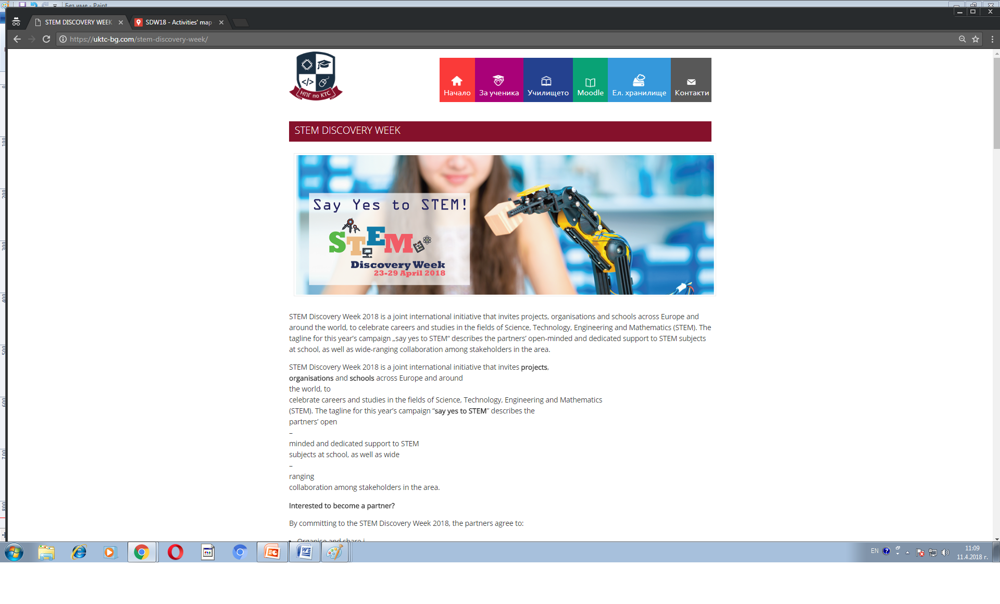 Без име - Paint
STEM DISCOVERY WEEK
SDW18 - Activities' map
https://uktc-bg.com/stem-discovery-week/
НПГ по КТС
Начало
За ученика
Училището
Moodle
Ел. хранилище
Контакти
STEM DISCOVERY WEEK
Say Yes to STEM!
STEM
Discovery Week
23-29 April 2018
STEM Discovery Week 2018 is a joint international initiative that invites projects, organisations and schools across Europe and
around the world, to celebrate careers and studies in the fields of Science, Technology, Engineering and Mathematics (STEM). The
tagline for this year’s campaign „say yes to STEM“ describes the partners’ open-minded and dedicated support to STEM subjects
at school, as well as wide-ranging collaboration among stakeholders in the area.
STEM Discovery Week 2018 is a joint international initiative that invites projects,
organisations and schools across Europe and around
the world, to
celebrate careers and studies in the fields of Science, Technology, Engineering and Mathematics
(STEM). The tagline for this year’s campaign “say yes to STEM” describes the
partners’ open
–
minded and dedicated support to STEM
subjects at school, as well as wide
–
ranging
collaboration among stakeholders in the area.
Interested to become a partner?
By committing to the STEM Discovery Week 2018, the partners agree to:
Organise and share i
EN
11:09
11.4.2018 г.